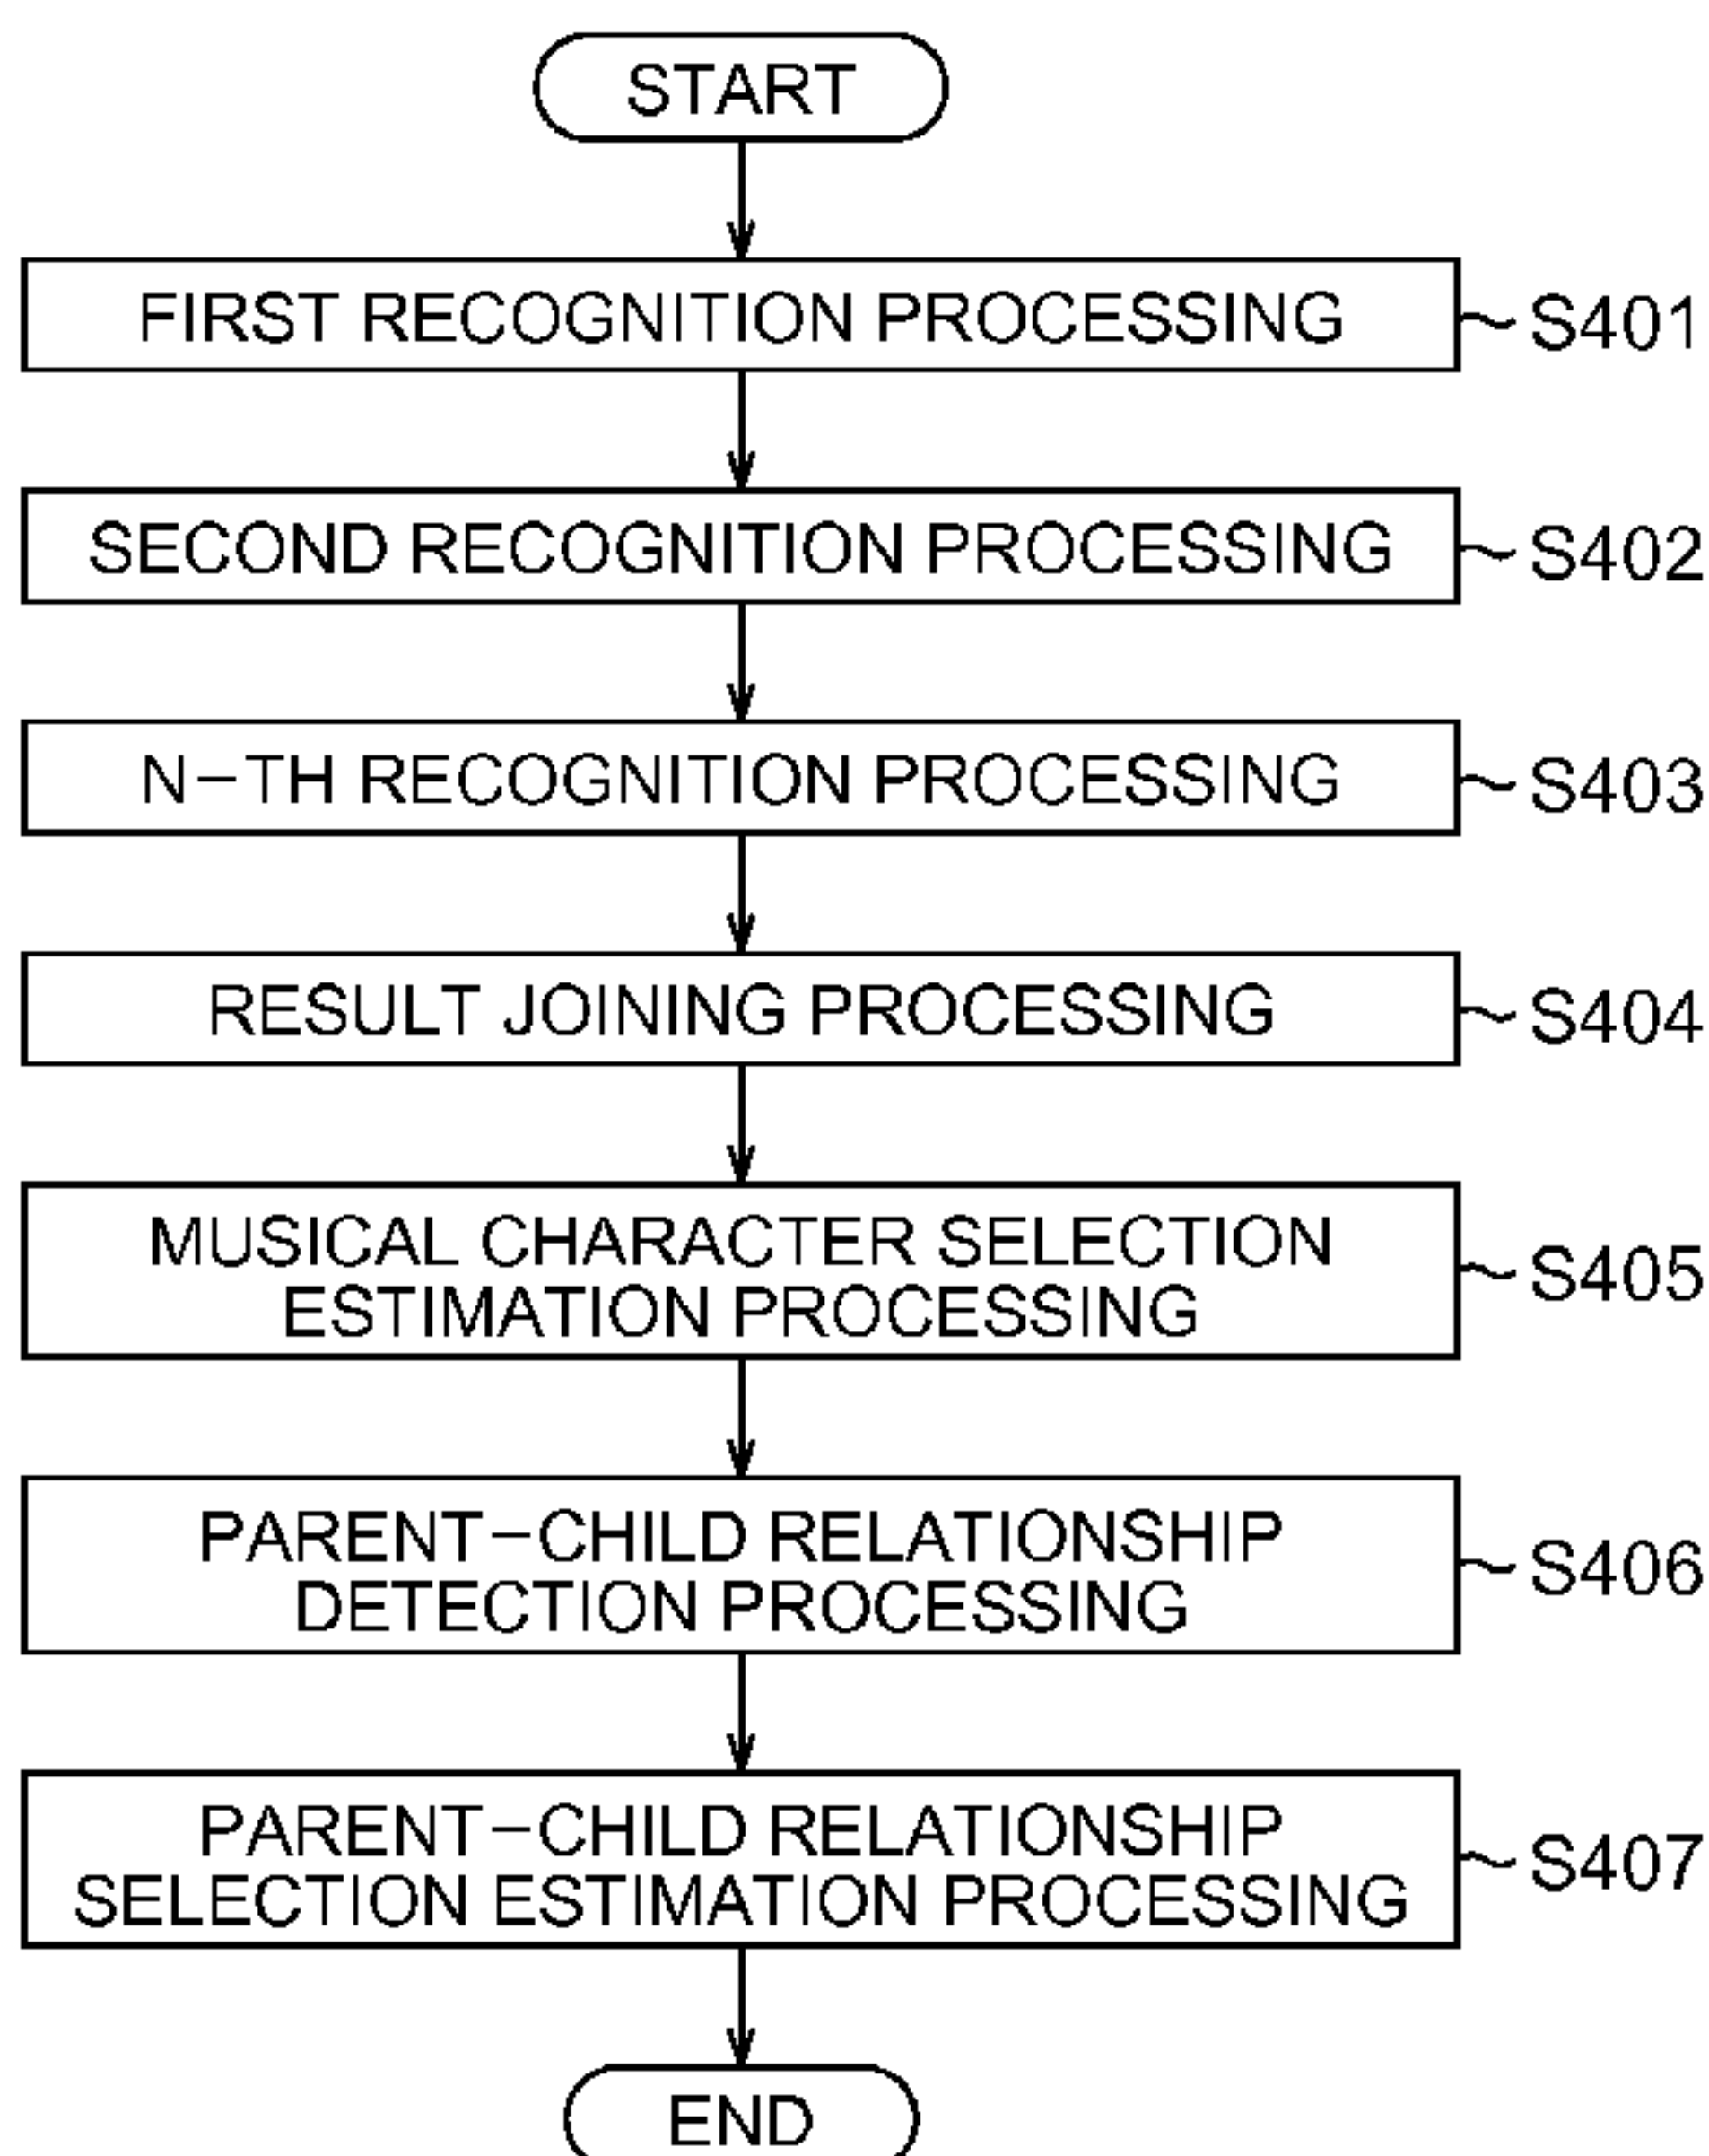 START
FIRST RECOGNITION PROCESSING
S401
SECOND RECOGNITION PROCESSING
S402
N-TH RECOGNITION PROCESSING
S403
RESULT JOINING PROCESSING
S404
MUSICAL CHARACTER SELECTION
ESTIMATION PROCESSING
S405
PARENT-CHILD RELATIONSHIP
DETECTION PROCESSING
S406
PARENT-CHILD RELATIONSHIP
SELECTION ESTIMATION PROCESSING
S407
END